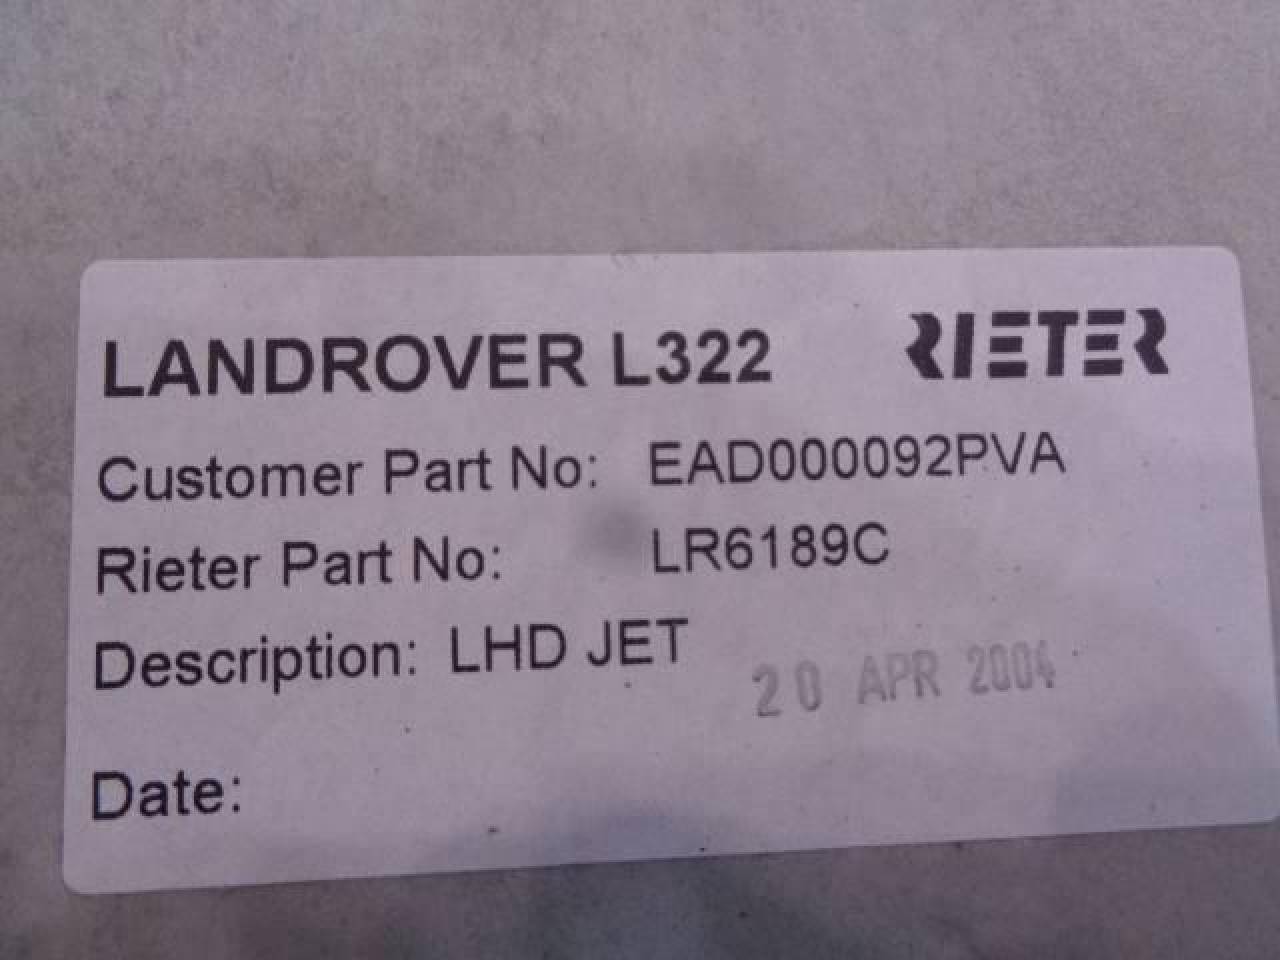 LANDROVER L322 RIETER
Customer Part No: EAD000092PVA
Rieter Part No: LR6189C
Description: LHD JET
20 APR 2004
Date: